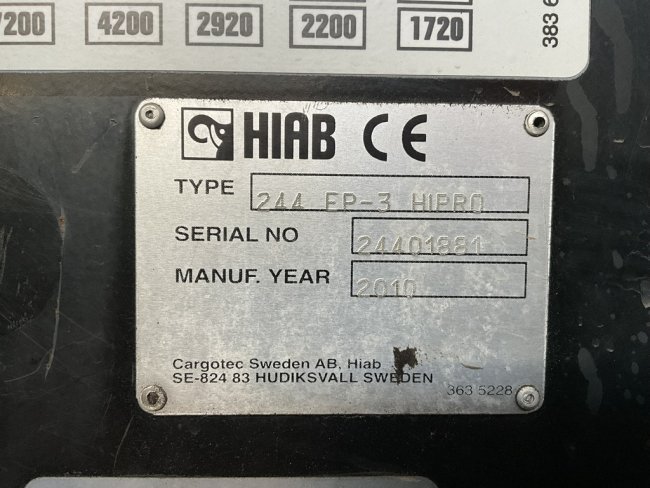 7200 4200 2920 2200 1720
383 6
HIAB CE
TYPE 244 EP-3 HIPRO
SERIAL NO 24401881
MANUF. YEAR 2010
Cargotec Sweden AB, Hiab
SE-824 83 HUDIKSVALL SWEDEN
363 5228